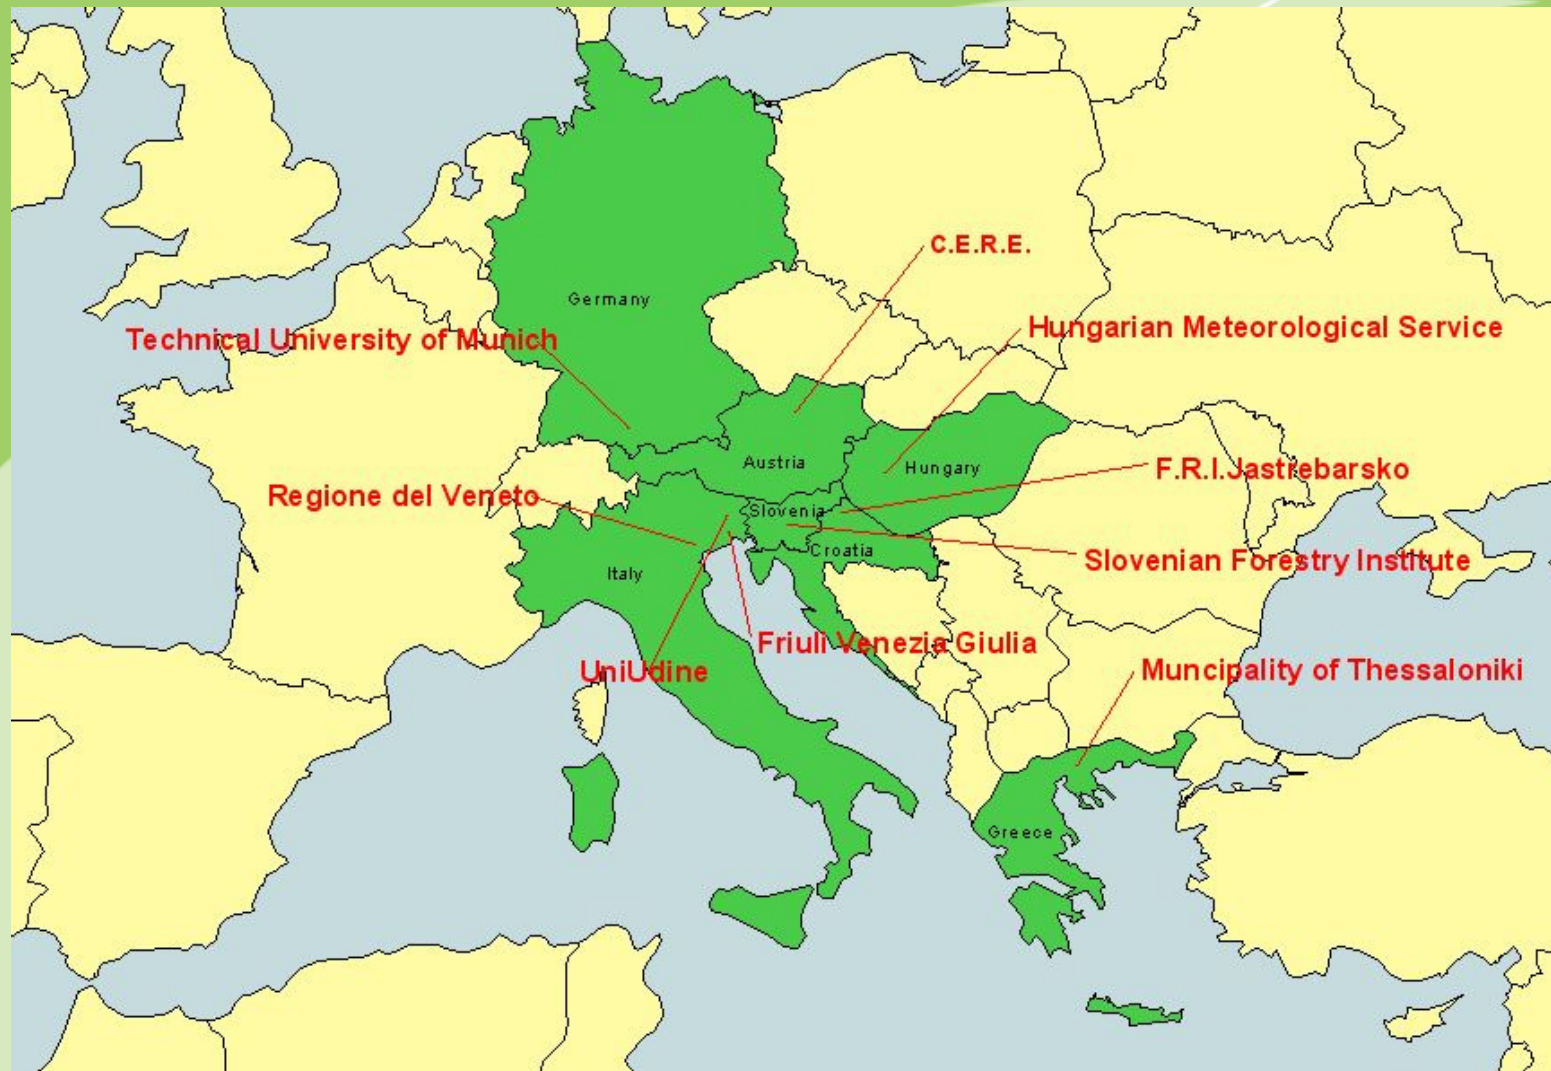 C.E.R.E.
Germany
Technical University of Munich
Hungarian Meteorological Service
Austria
Hungary
F.R.I.Jastrebarsko
Regione del Veneto
Slovenia
Croatia
Slovenian Forestry Institute
Italy
Friuli Venezia Giulia
UniUdine
Muncipality of Thessaloniki
Greece